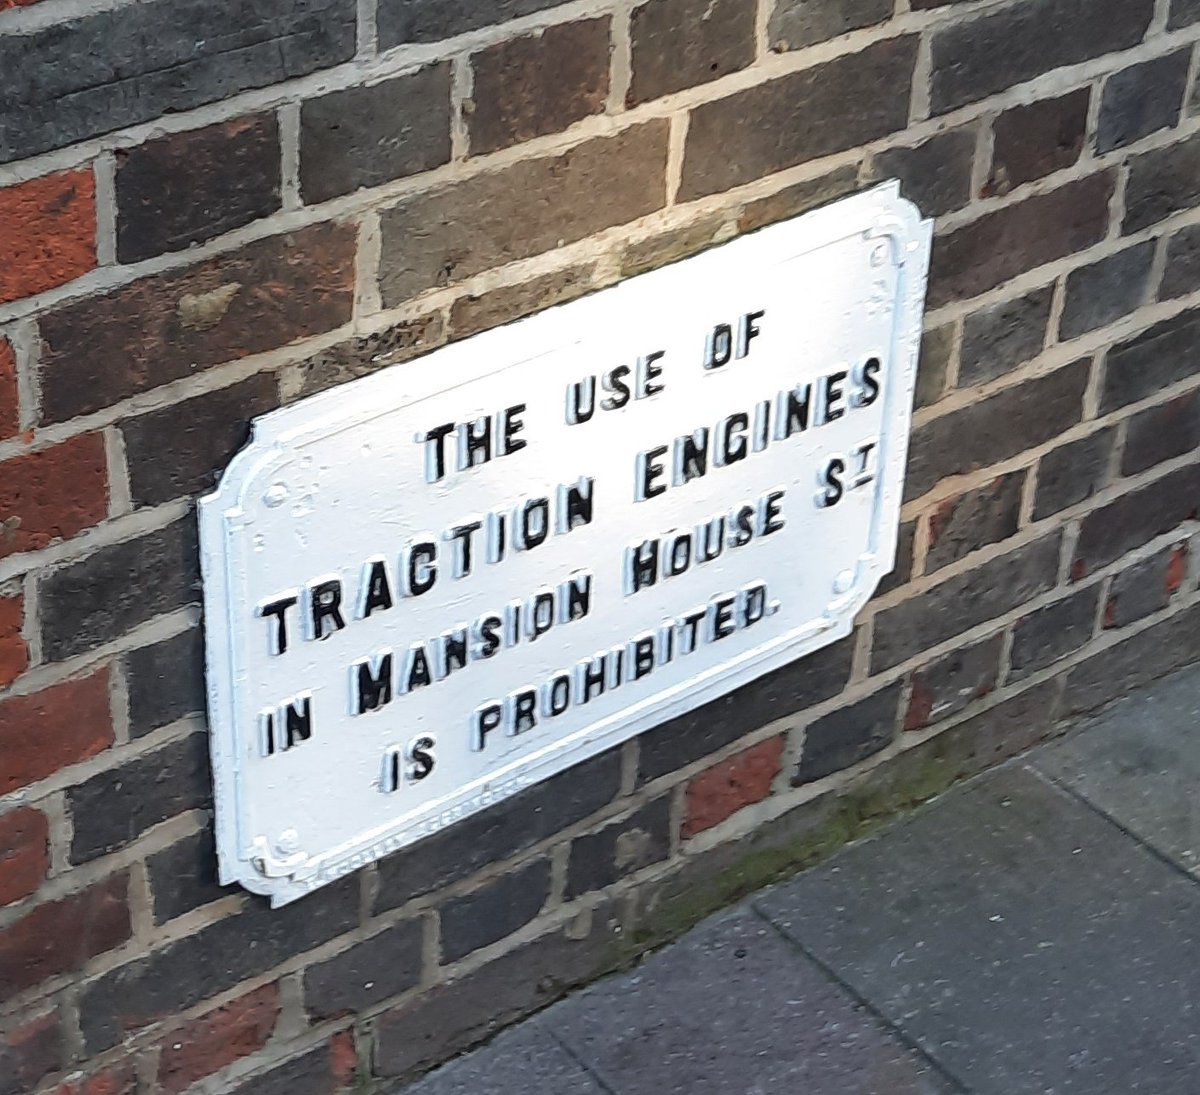 THE USE OF
TRACTION ENGINES
IN MANSION HOUSE ST
IS PROHIBITED.